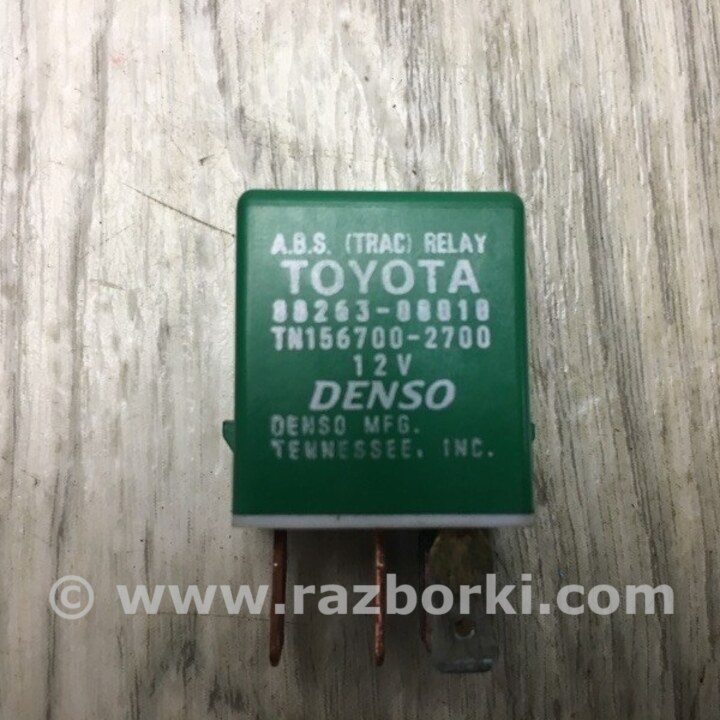 A.B.S. (TRAC) RELAY
TOYOTA
88263-08010
TN156700-2700
12V
DENSO
DENSO MFG.
TENNESSEE, INC.
© www.razborki.com